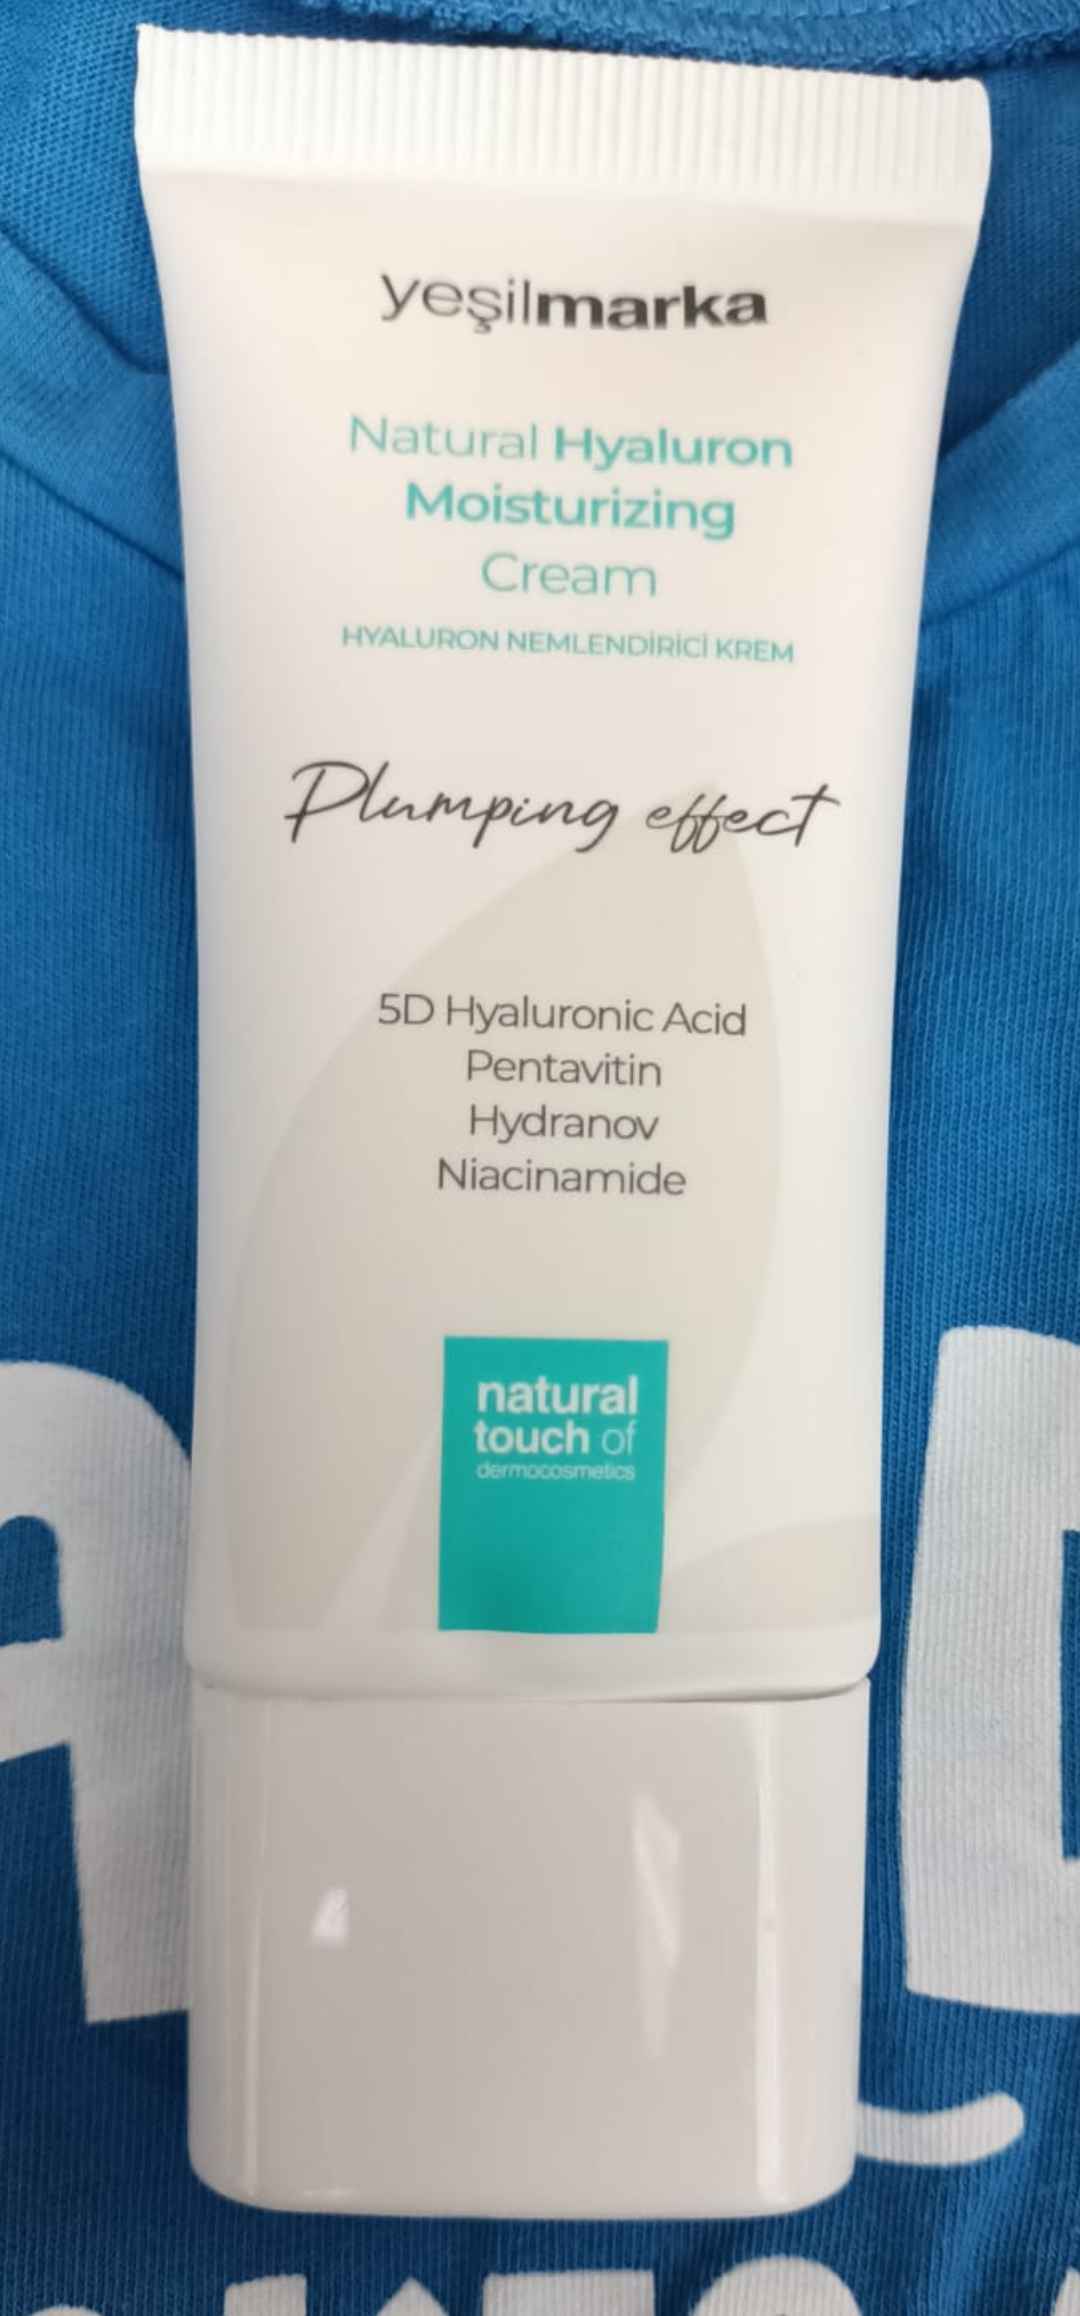 yeşilmarka
Natural Hyaluron
Moisturizing
Cream
HYALURON NEMLENDİRİCİ KREM
Plumping effect
5D Hyaluronic Acid
Pentavitin
Hydranov
Niacinamide
natural
touch of
dermocosmetics